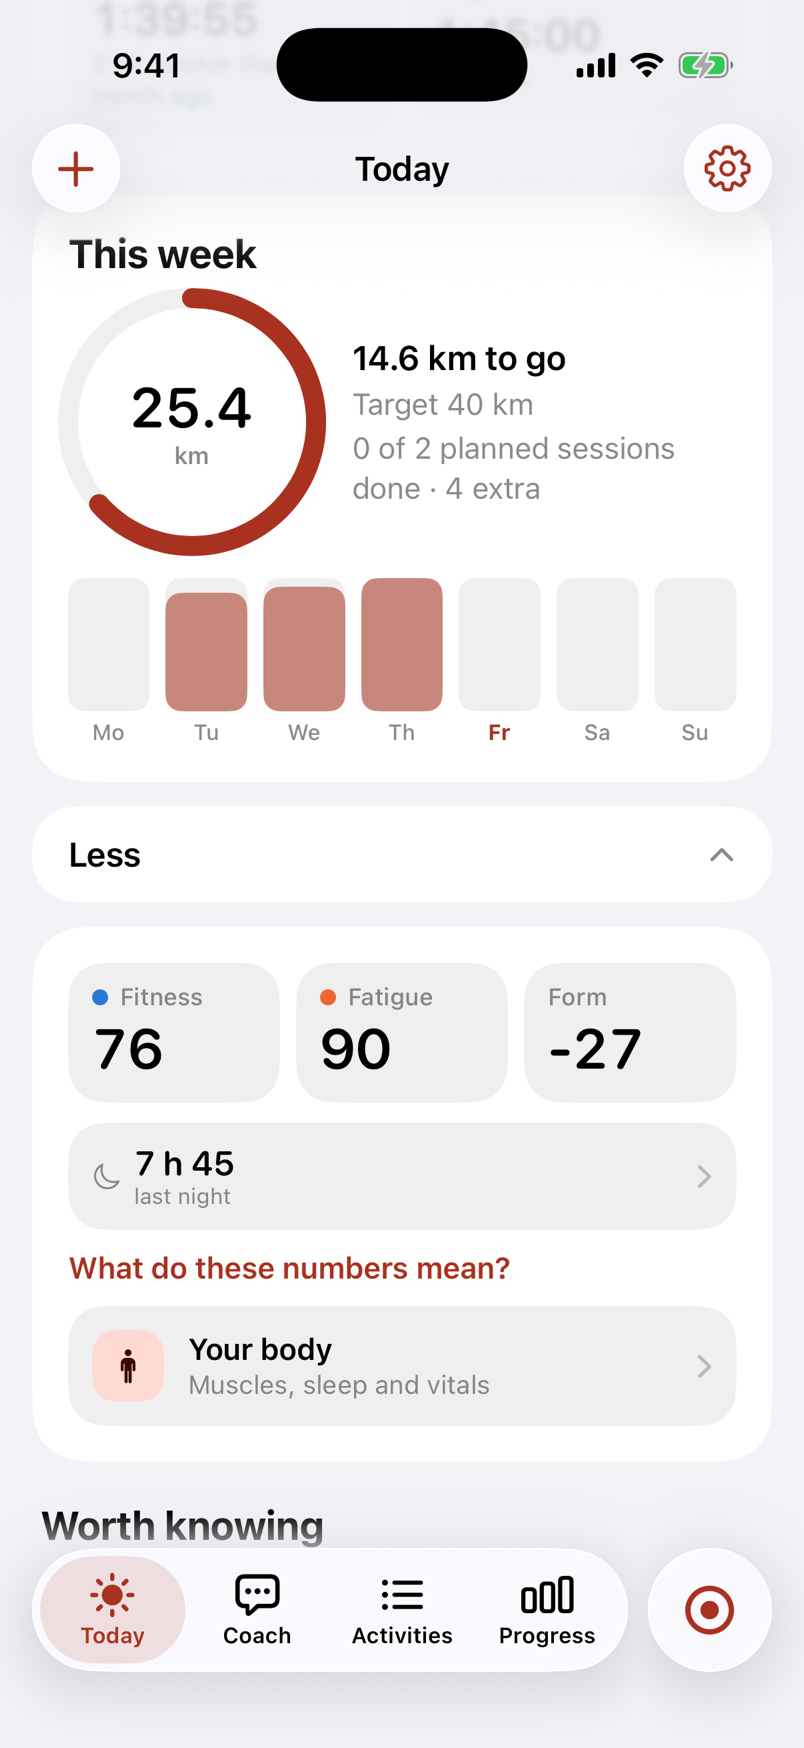 1:39:55
9:41
Today
This week
25.4
km
14.6 km to go
Target 40 km
0 of 2 planned sessions
done · 4 extra
Mo Tu We Th Fr Sa Su
Less
Fitness Fatigue Form
76 90 -27
7 h 45
last night
What do these numbers mean?
Your body
Muscles, sleep and vitals
Worth knowing
Today Coach Activities Progress